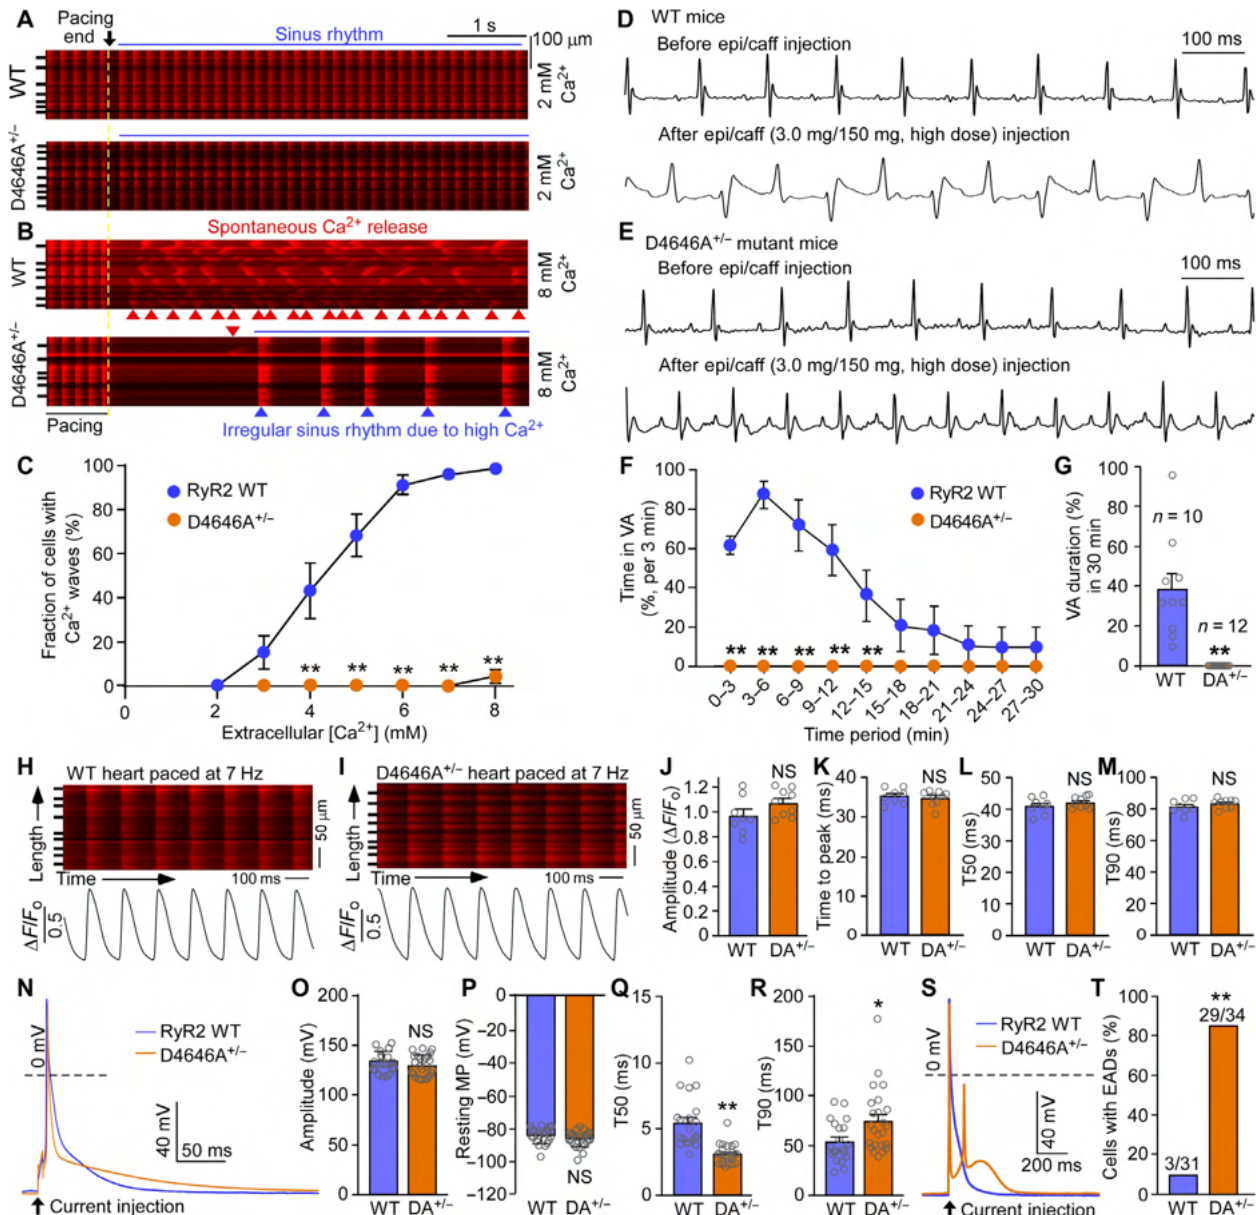 A
Pacing end
Sinus rhythm
1 s
100 µm
WT
2 mM Ca²⁺
D4646A⁺/⁻
2 mM Ca²⁺
B
Spontaneous Ca²⁺ release
WT
8 mM Ca²⁺
D4646A⁺/⁻
8 mM Ca²⁺
Pacing
Irregular sinus rhythm due to high Ca²⁺
C
Fraction of cells with Ca²⁺ waves (%)
100
80
60
40
20
0
RyR2 WT
D4646A⁺/⁻
** ** ** ** **
0 2 4 6 8
Extracellular [Ca²⁺] (mM)
D
WT mice
Before epi/caff injection
100 ms
After epi/caff (3.0 mg/150 mg, high dose) injection
E
D4646A⁺/⁻ mutant mice
Before epi/caff injection
100 ms
After epi/caff (3.0 mg/150 mg, high dose) injection
F
Time in VA (%, per 3 min)
100
80
60
40
20
0
RyR2 WT
D4646A⁺/⁻
** ** ** ** **
0–3 3–6 6–9 9–12 12–15 15–18 18–21 21–24 24–27 27–30
Time period (min)
G
VA duration (%) in 30 min
100
80
60
40
20
0
n = 10
n = 12
**
WT DA⁺/⁻
H
WT heart paced at 7 Hz
Length
50 µm
Time
100 ms
ΔF/F₀
0.5
I
D4646A⁺/⁻ heart paced at 7 Hz
Length
50 µm
Time
100 ms
ΔF/F₀
0.5
J
Amplitude (ΔF/F₀)
1.2
1.0
0.8
0.6
0.4
0.2
0
NS
WT DA⁺/⁻
K
Time to peak (ms)
40
30
20
10
0
NS
WT DA⁺/⁻
L
T50 (ms)
50
40
30
20
10
0
NS
WT DA⁺/⁻
M
T90 (ms)
100
80
60
40
20
0
NS
WT DA⁺/⁻
N
0 mV
RyR2 WT
D4646A⁺/⁻
40 mV
50 ms
Current injection
O
Amplitude (mV)
200
150
100
50
0
NS
WT DA⁺/⁻
P
Resting MP (mV)
0
−20
−40
−60
−80
−100
−120
NS
WT DA⁺/⁻
Q
T50 (ms)
15
10
5
0
**
WT DA⁺/⁻
R
T90 (ms)
200
150
100
50
0
*
WT DA⁺/⁻
S
0 mV
RyR2 WT
D4646A⁺/⁻
40 mV
200 ms
Current injection
T
Cells with EADs (%)
100
80
60
40
20
0
**
29/34
3/31
WT DA⁺/⁻